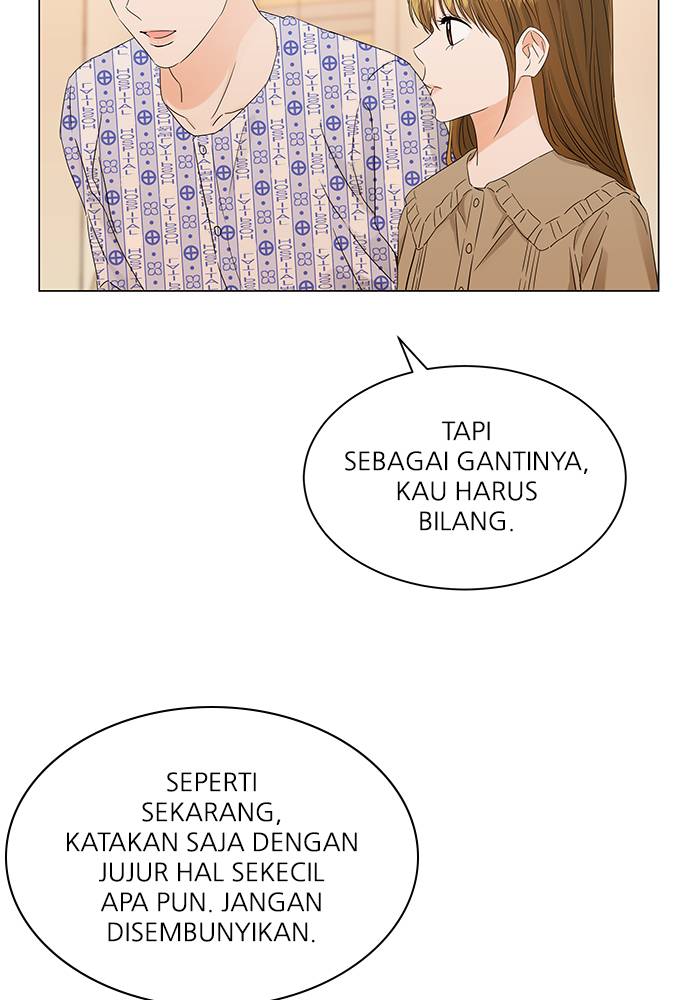 TAPI
SEBAGAI GANTINYA,
KAU HARUS
BILANG.
SEPERTI
SEKARANG,
KATAKAN SAJA DENGAN
JUJUR HAL SEKECIL
APA PUN. JANGAN
DISEMBUNYIKAN.